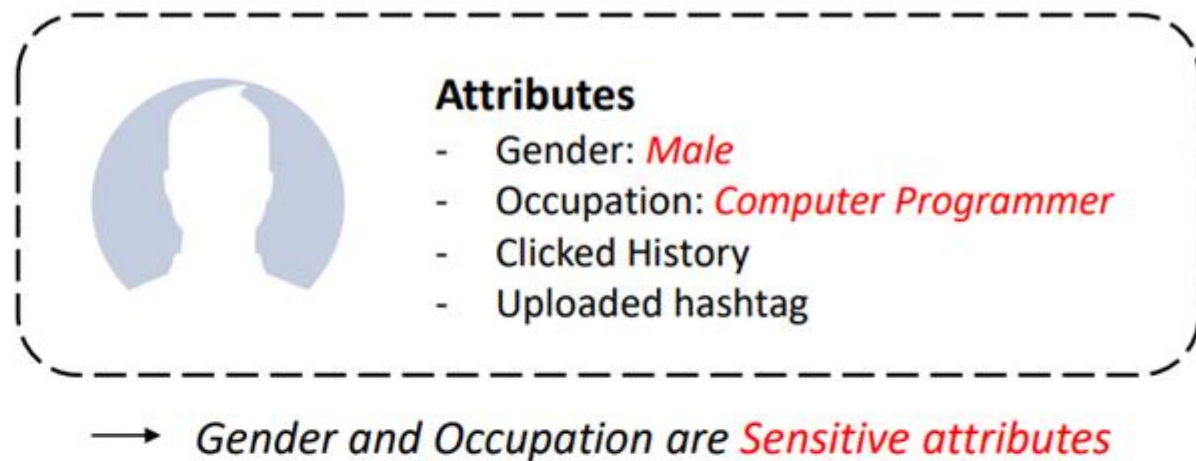 Attributes
- Gender: Male
- Occupation: Computer Programmer
- Clicked History
- Uploaded hashtag
→ Gender and Occupation are Sensitive attributes